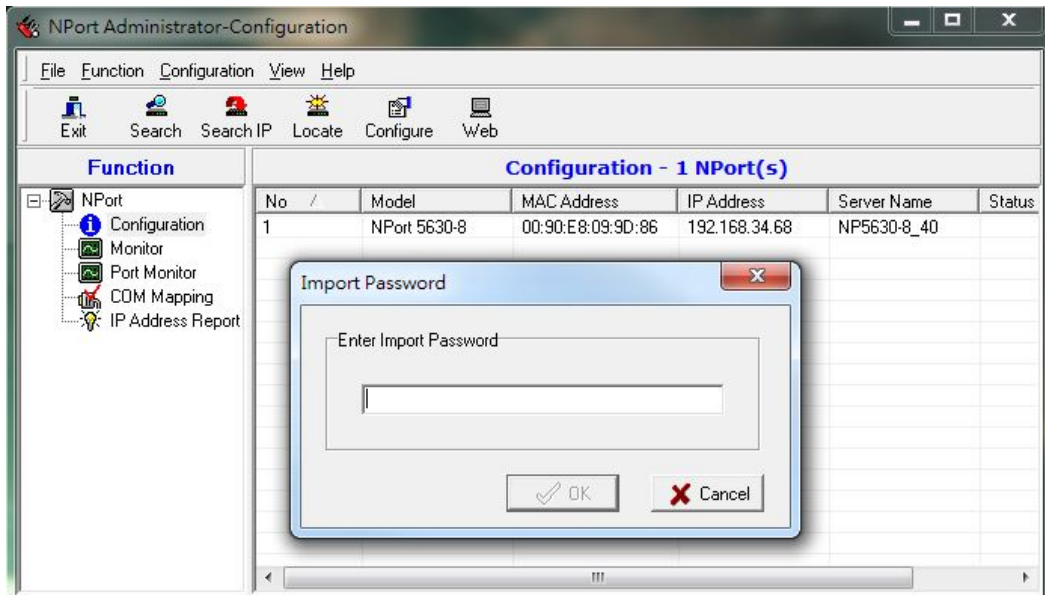 NPort Administrator-Configuration
File Function Configuration View Help
Exit Search Search IP Locate Configure Web
Function
Configuration - 1 NPort(s)
NPort
Configuration
Monitor
Port Monitor
COM Mapping
IP Address Report
No Model MAC Address IP Address Server Name Status
1 NPort 5630-8 00:90:E8:09:9D:86 192.168.34.68 NP5630-8_40
Import Password
Enter Import Password
OK Cancel